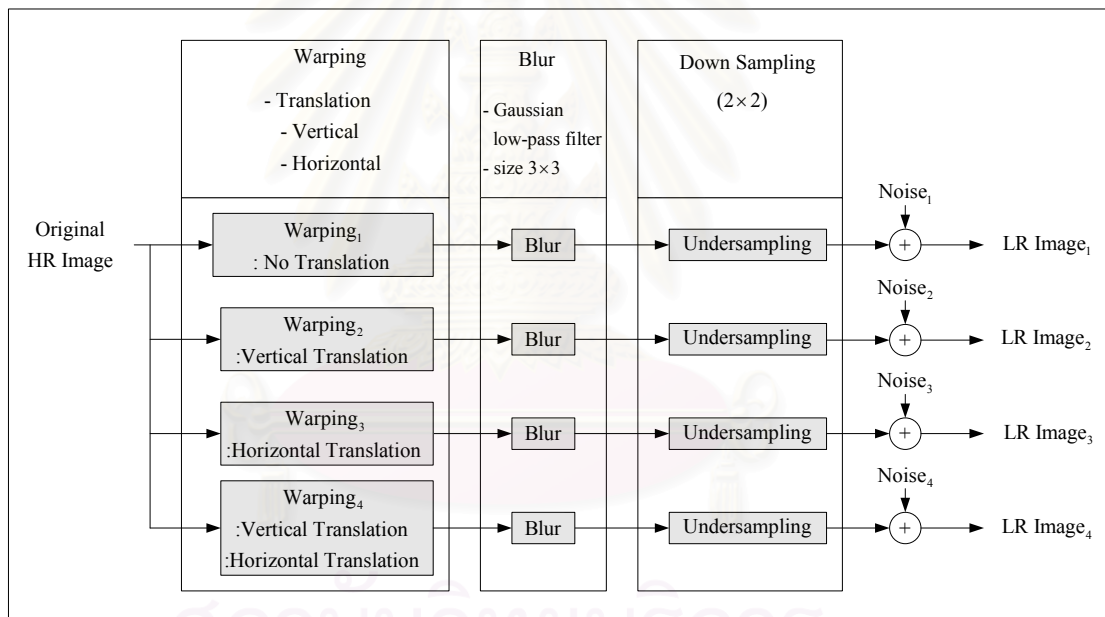 Warping
- Translation
- Vertical
- Horizontal
Blur
- Gaussian
low-pass filter
- size 3×3
Down Sampling
(2×2)
Original
HR Image
Warping₁
: No Translation
Blur
Undersampling
Noise₁
+
LR Image₁
Warping₂
:Vertical Translation
Blur
Undersampling
Noise₂
+
LR Image₂
Warping₃
:Horizontal Translation
Blur
Undersampling
Noise₃
+
LR Image₃
Warping₄
:Vertical Translation
:Horizontal Translation
Blur
Undersampling
Noise₄
+
LR Image₄